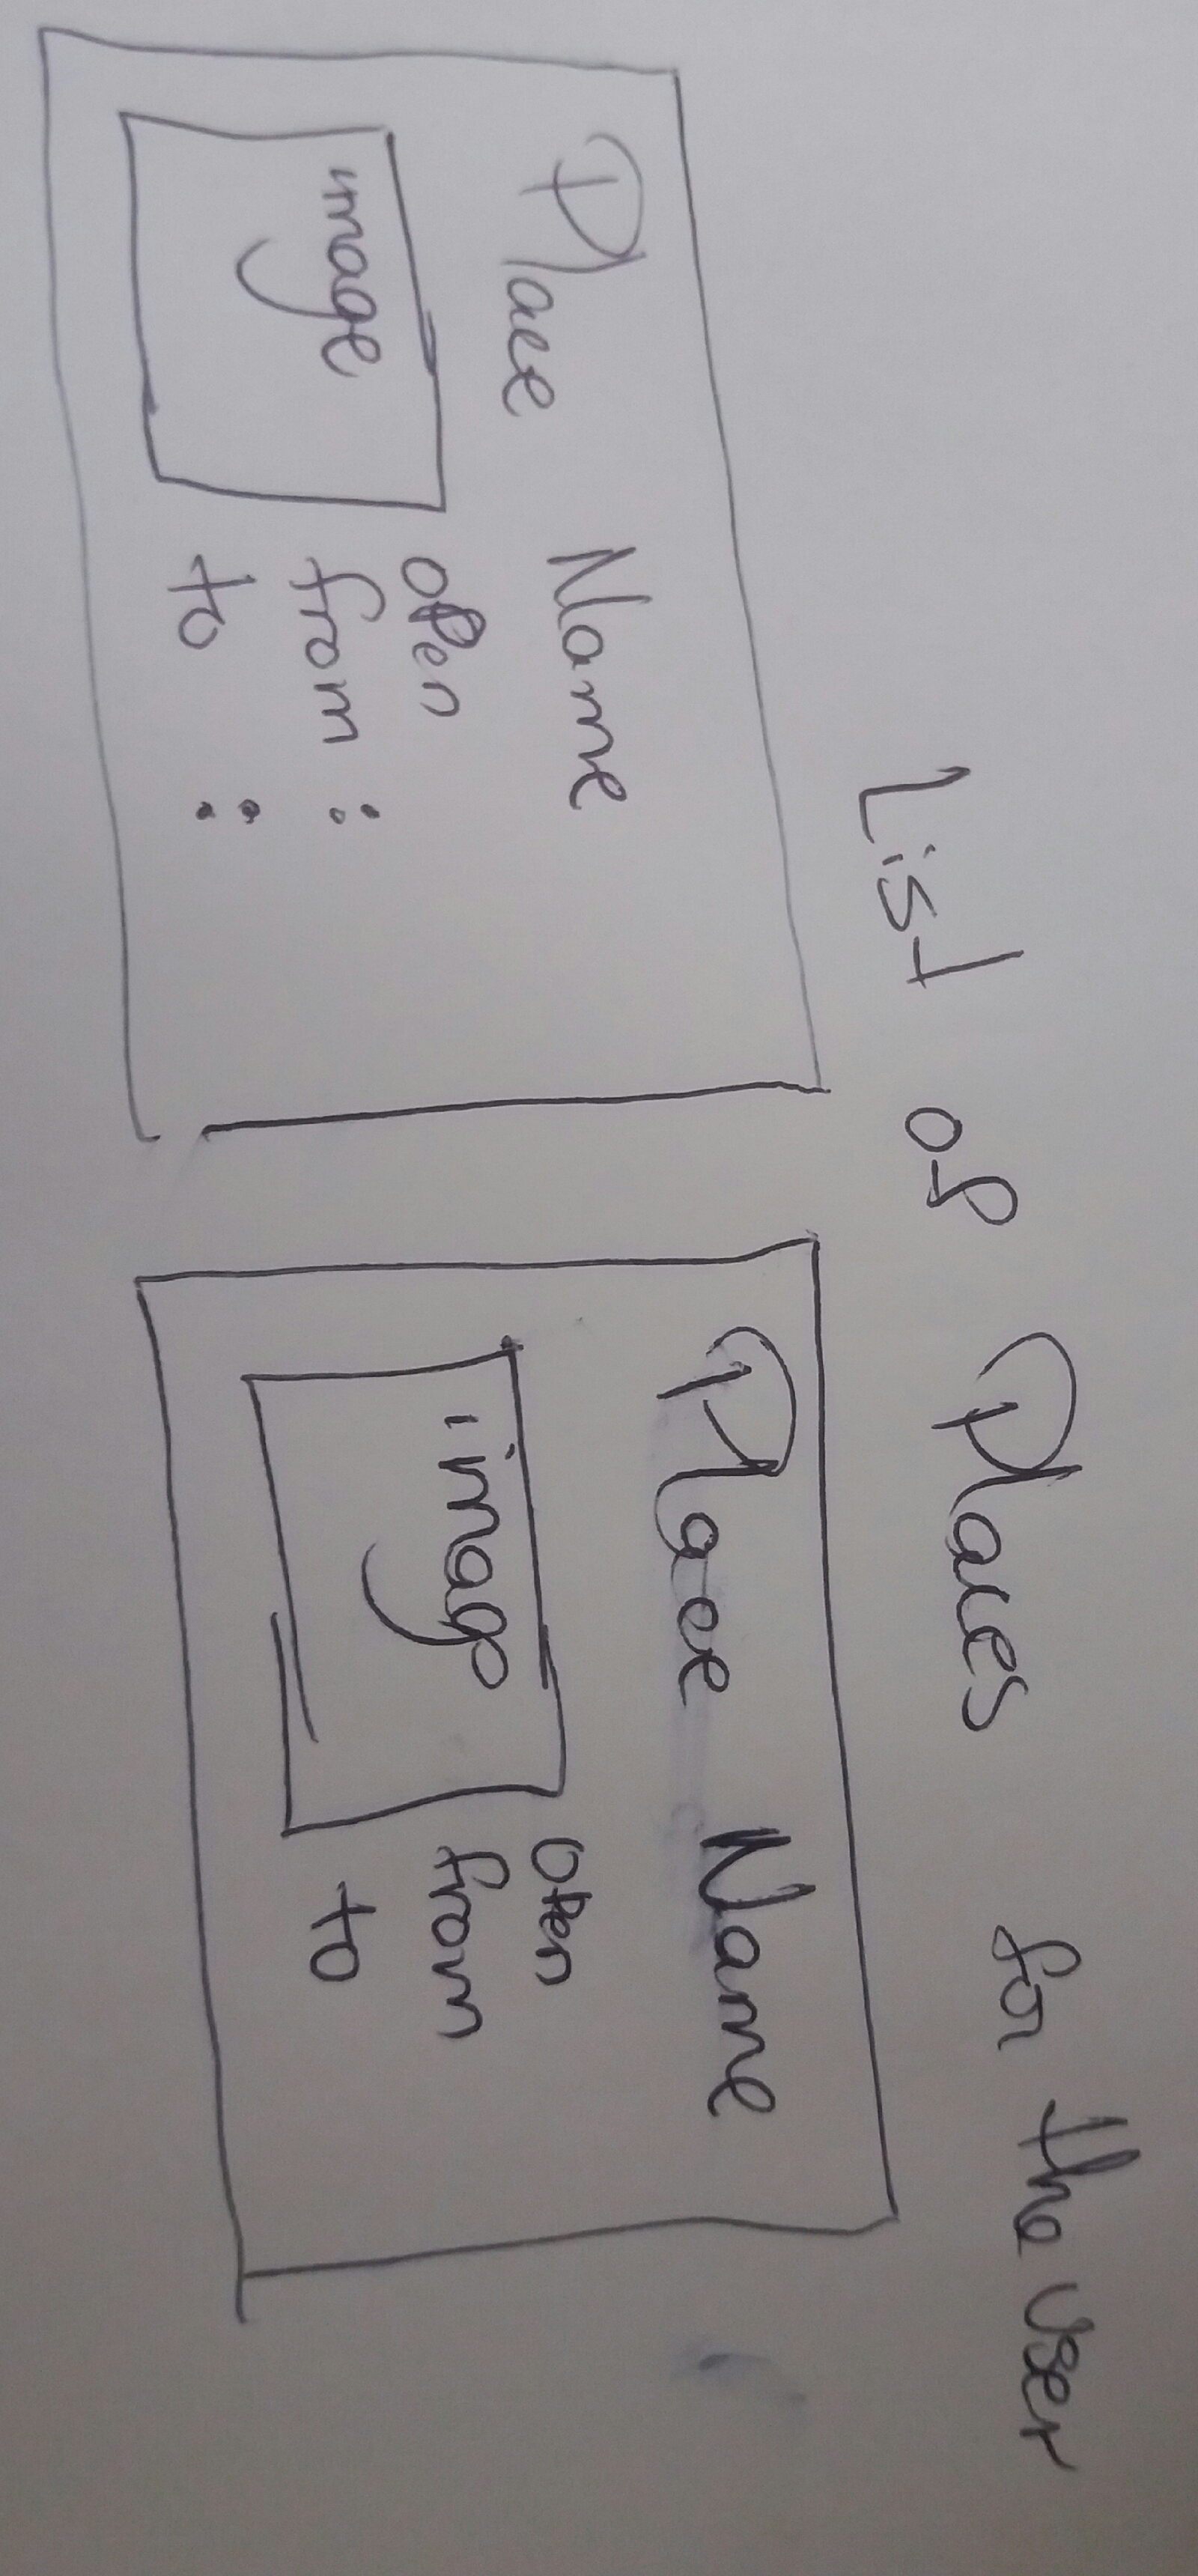 List of Places for the user
Place Name
image
open
from :
to :
Place Name
image
open
from
to